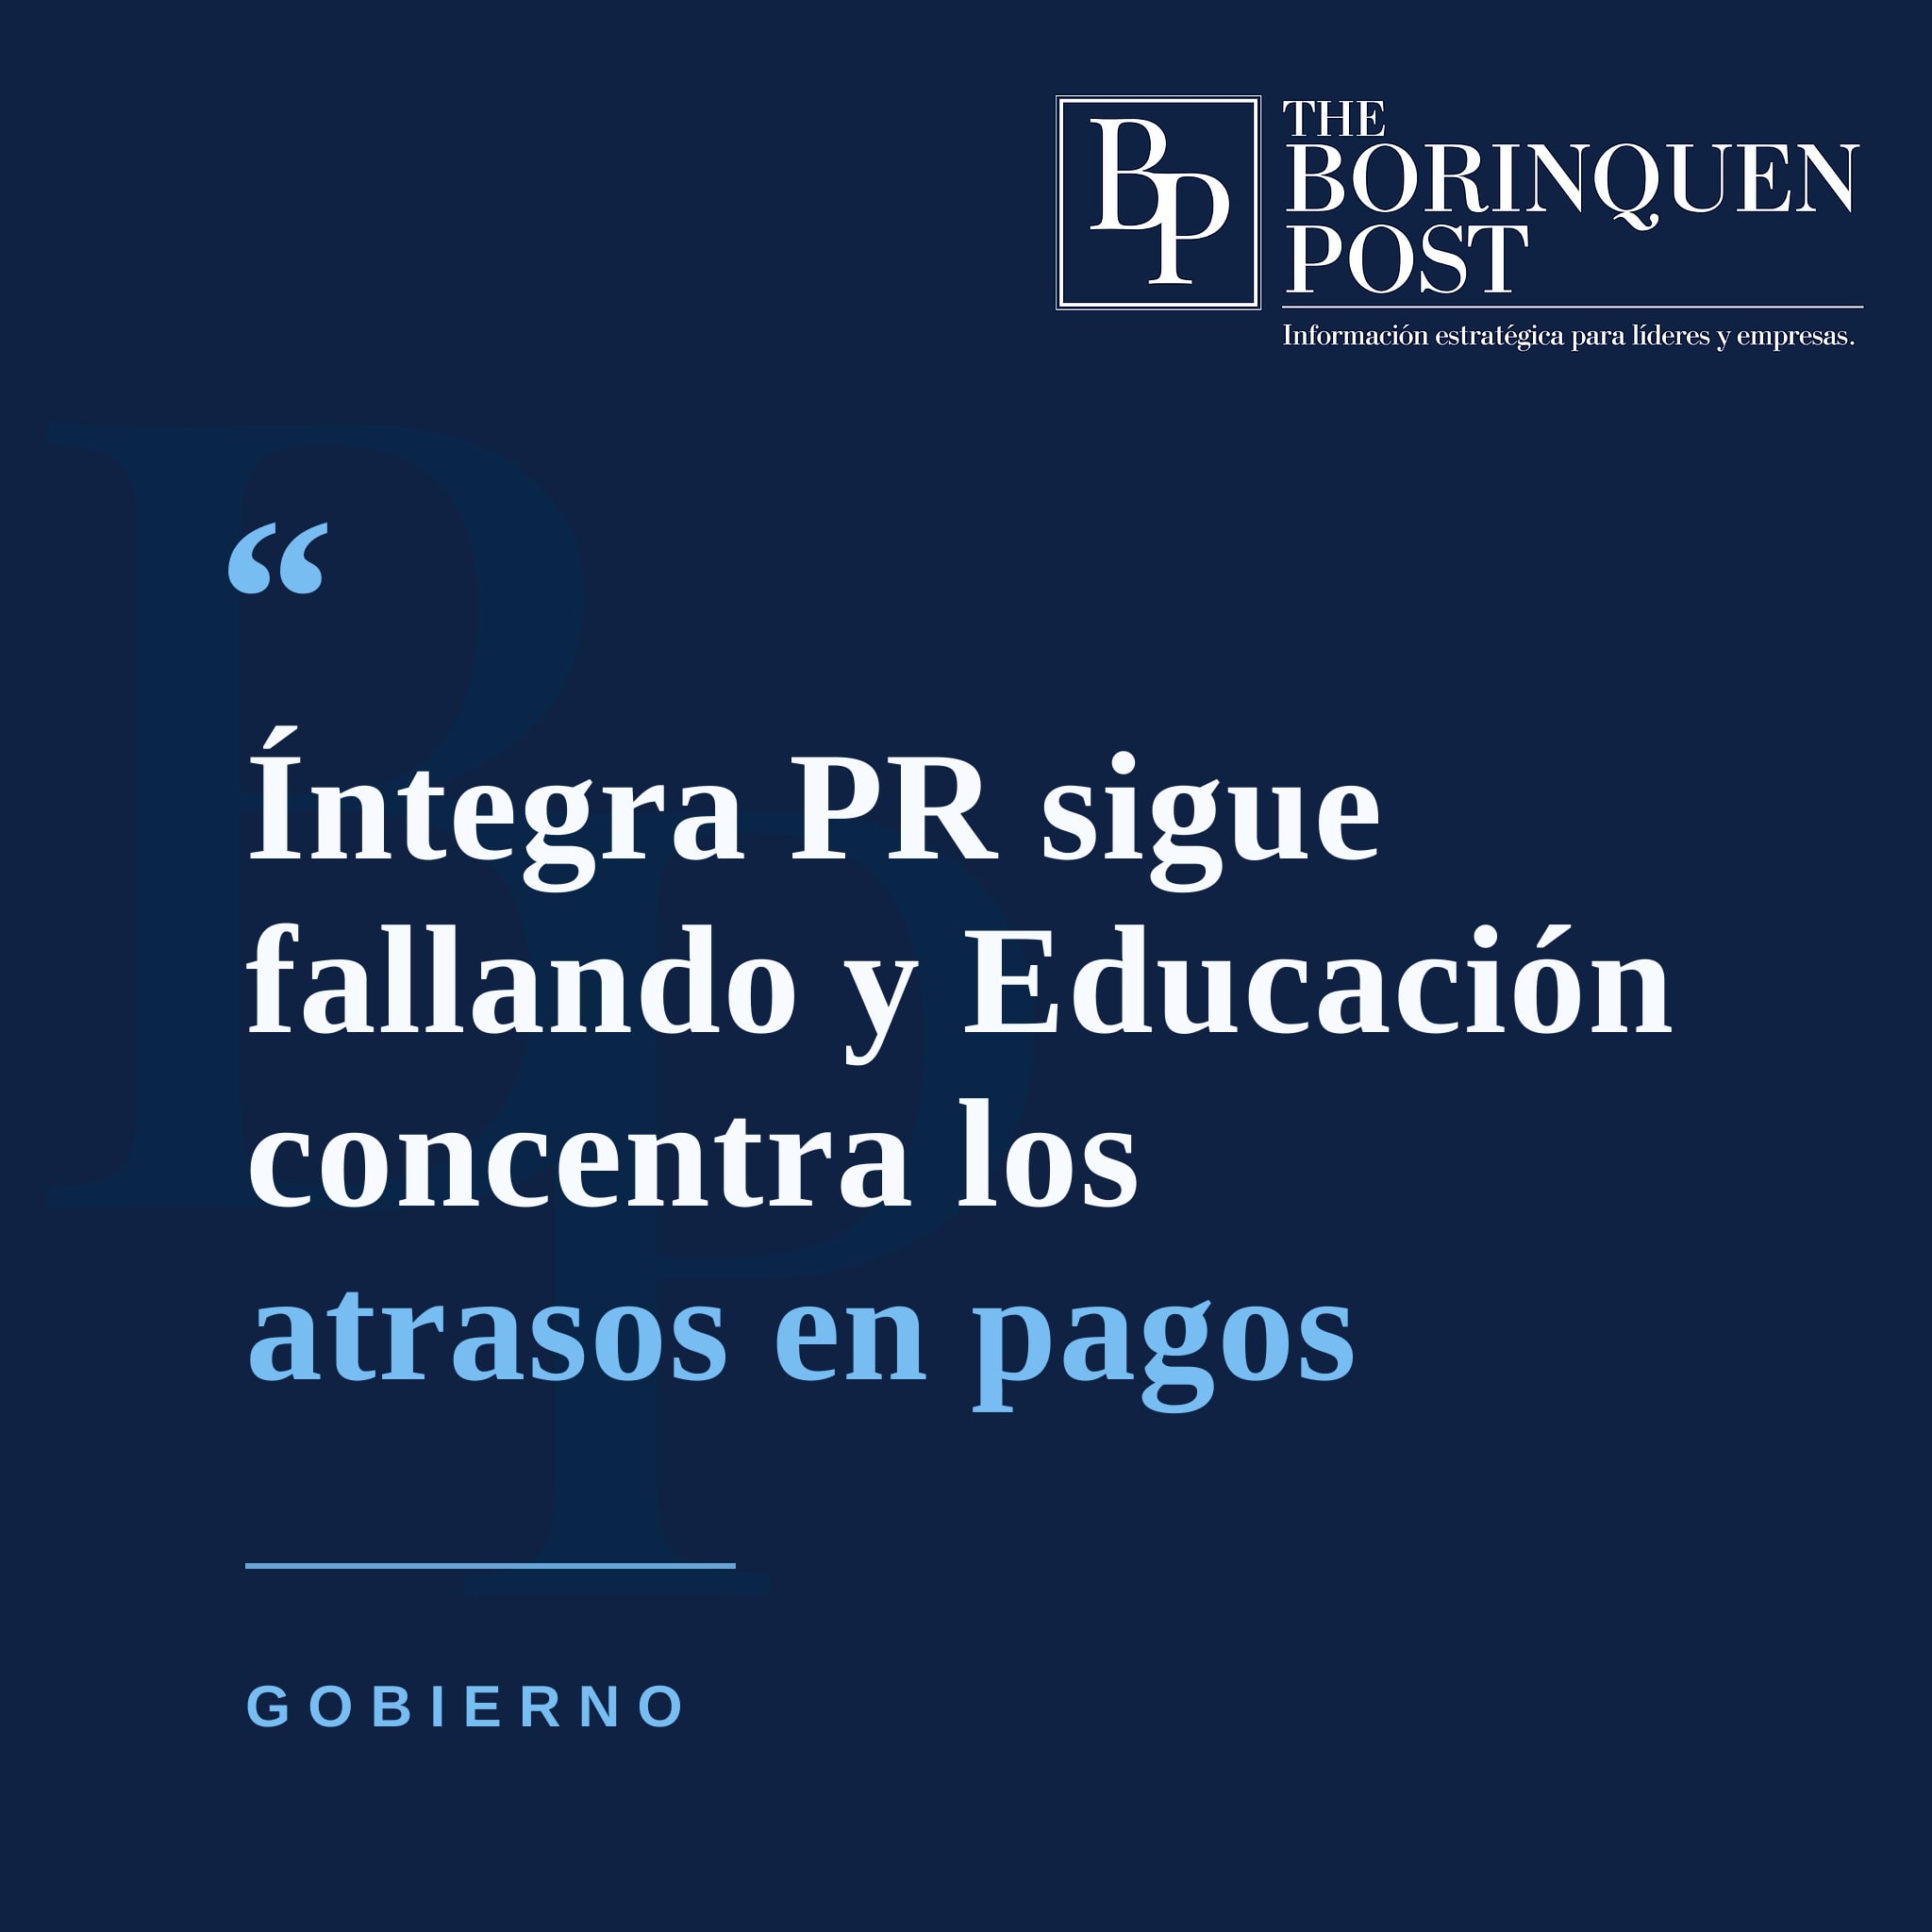 BP
THE
BORINQUEN
POST
Información estratégica para líderes y empresas.
“
Íntegra PR sigue
fallando y Educación
concentra los
atrasos en pagos
GOBIERNO